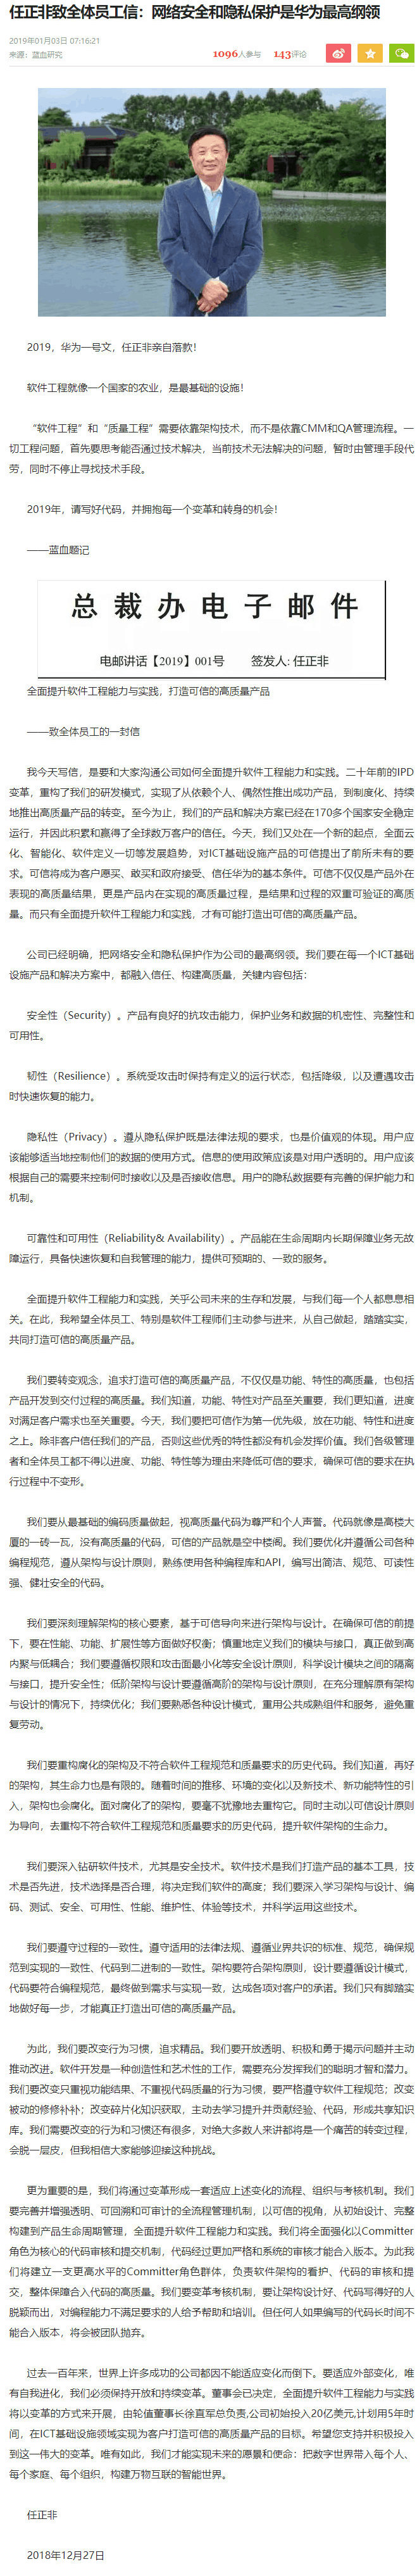 任正非致全体员工信：网络安全和隐私保护是华为最高纲领
2019年01月03日 07:16:21
来源：蓝血研究
1096人参与 143评论
2019，华为一号文，任正非亲自落款！
软件工程就像一个国家的农业，是最基础的设施！
“软件工程”和“质量工程”需要依靠架构技术，而不是依靠CMM和QA管理流程。一
切工程问题，首先要思考能否通过技术解决，当前技术无法解决的问题，暂时由管理手段代
劳，同时不停止寻找技术手段。
2019年，请写好代码，并拥抱每一个变革和转身的机会！
——蓝血题记
总裁办电子邮件
电邮讲话【2019】001号 签发人: 任正非
全面提升软件工程能力与实践，打造可信的高质量产品
——致全体员工的一封信
我今天写信，是要和大家沟通公司如何全面提升软件工程能力和实践。二十年前的IPD
变革，重构了我们的研发模式，实现了从依赖个人、偶然性推出成功产品，到制度化、持续
地推出高质量产品的转变。至今为止，我们的产品和解决方案已经在170多个国家安全稳定
运行，并因此积累和赢得了全球数万客户的信任。今天，我们又处在一个新的起点，全面云
化、智能化、软件定义一切等发展趋势，对ICT基础设施产品的可信提出了前所未有的要
求。可信将成为客户愿买、敢买和政府接受、信任华为的基本条件。可信不仅仅是产品外在
表现的高质量结果，更是产品内在实现的高质量过程，是结果和过程的双重可验证的高质
量。而只有全面提升软件工程能力和实践，才有可能打造出可信的高质量产品。
公司已经明确，把网络安全和隐私保护作为公司的最高纲领。我们要在每一个ICT基础
设施产品和解决方案中，都融入信任、构建高质量，关键内容包括：
安全性（Security）。产品有良好的抗攻击能力，保护业务和数据的机密性、完整性和
可用性。
韧性（Resilience）。系统受攻击时保持有定义的运行状态，包括降级，以及遭遇攻击
时快速恢复的能力。
隐私性（Privacy）。遵从隐私保护既是法律法规的要求，也是价值观的体现。用户应
该能够适当地控制他们的数据的使用方式。信息的使用政策应该是对用户透明的。用户应该
根据自己的需要来控制何时接收以及是否接收信息。用户的隐私数据要有完善的保护能力和
机制。
可靠性和可用性（Reliability& Availability）。产品能在生命周期内长期保障业务无故
障运行，具备快速恢复和自我管理的能力，提供可预期的、一致的服务。
全面提升软件工程能力和实践，关乎公司未来的生存和发展，与我们每一个人都息息相
关。在此，我希望全体员工、特别是软件工程师们主动参与进来，从自己做起，踏踏实实，
共同打造可信的高质量产品。
我们要转变观念，追求打造可信的高质量产品，不仅仅是功能、特性的高质量，也包括
产品开发到交付过程的高质量。我们知道，功能、特性对产品至关重要，我们更知道，进度
对满足客户需求也至关重要。今天，我们要把可信作为第一优先级，放在功能、特性和进度
之上。除非客户信任我们的产品，否则这些优秀的特性都没有机会发挥价值。我们各级管理
者和全体员工都不得以进度、功能、特性等为理由来降低可信的要求，确保可信的要求在执
行过程中不变形。
我们要从最基础的编码质量做起，视高质量代码为尊严和个人声誉。代码就像是高楼大
厦的一砖一瓦，没有高质量的代码，可信的产品就是空中楼阁。我们要优化并遵循公司各种
编程规范，遵从架构与设计原则，熟练使用各种编程库和API，编写出简洁、规范、可读性
强、健壮安全的代码。
我们要深刻理解架构的核心要素，基于可信导向来进行架构与设计。在确保可信的前提
下，要在性能、功能、扩展性等方面做好权衡；慎重地定义我们的模块与接口，真正做到高
内聚与低耦合；我们要遵循权限和攻击面最小化等安全设计原则，科学设计模块之间的隔离
与接口，提升安全性；低阶架构与设计要遵循高阶的架构与设计原则，在充分理解原有架构
与设计的情况下，持续优化；我们要熟悉各种设计模式，重用公共成熟组件和服务，避免重
复劳动。
我们要重构腐化的架构及不符合软件工程规范和质量要求的历史代码。我们知道，再好
的架构，其生命力也是有限的。随着时间的推移、环境的变化以及新技术、新功能特性的引
入，架构也会腐化。面对腐化了的架构，要毫不犹豫地去重构它。同时主动以可信设计原则
为导向，去重构不符合软件工程规范和质量要求的历史代码，提升软件架构的生命力。
我们要深入钻研软件技术，尤其是安全技术。软件技术是我们打造产品的基本工具，技
术是否先进，技术选择是否合理，将决定我们软件的高度；我们要深入学习架构与设计、编
码、测试、安全、可用性、性能、维护性、体验等技术，并科学运用这些技术。
我们要遵守过程的一致性。遵守适用的法律法规、遵循业界共识的标准、规范，确保规
范到实现的一致性、代码到二进制的一致性。架构要符合架构原则，设计要遵循设计模式，
代码要符合编程规范，最终做到需求与实现一致，达成各项对客户的承诺。我们只有脚踏实
地做好每一步，才能真正打造出可信的高质量产品。
为此，我们要改变行为习惯，追求精品。我们要开放透明、积极和勇于揭示问题并主动
推动改进。软件开发是一种创造性和艺术性的工作，需要充分发挥我们的聪明才智和潜力。
我们要改变只重视功能结果、不重视代码质量的行为习惯，要严格遵守软件工程规范；改变
被动的修修补补；改变碎片化知识获取，主动去学习提升并贡献经验、代码，形成共享知识
库。我们需要改变的行为和习惯还有很多，对绝大多数人来讲都将是一个痛苦的转变过程，
会脱一层皮，但我相信大家能够迎接这种挑战。
更为重要的是，我们将通过变革形成一套适应上述变化的流程、组织与考核机制。我们
要完善并增强透明、可回溯和可审计的全流程管理机制，以可信的视角，从初始设计、完整
构建到产品生命周期管理，全面提升软件工程能力和实践。我们将全面强化以Committer
角色为核心的代码审核和提交机制，代码经过更加严格和系统的审核才能合入版本。为此我
们将建立一支更高水平的Committer角色群体，负责软件架构的看护、代码的审核和提
交，整体保障合入代码的高质量。我们要变革考核机制，要让架构设计好、代码写得好的人
脱颖而出，对编程能力不满足要求的人给予帮助和培训。但任何人如果编写的代码长时间不
能合入版本，将会被团队抛弃。
过去一百年来，世界上许多成功的公司都因不能适应变化而倒下。要适应外部变化，唯
有自我进化，我们必须保持开放和持续变革。董事会已决定，全面提升软件工程能力与实践
将以变革的方式来开展，由轮值董事长徐直军总负责,公司初始投入20亿美元,计划用5年时
间，在ICT基础设施领域实现为客户打造可信的高质量产品的目标。希望您支持并积极投入
到这一伟大的变革。唯有如此，我们才能实现未来的愿景和使命：把数字世界带入每个人、
每个家庭、每个组织，构建万物互联的智能世界。
任正非
2018年12月27日